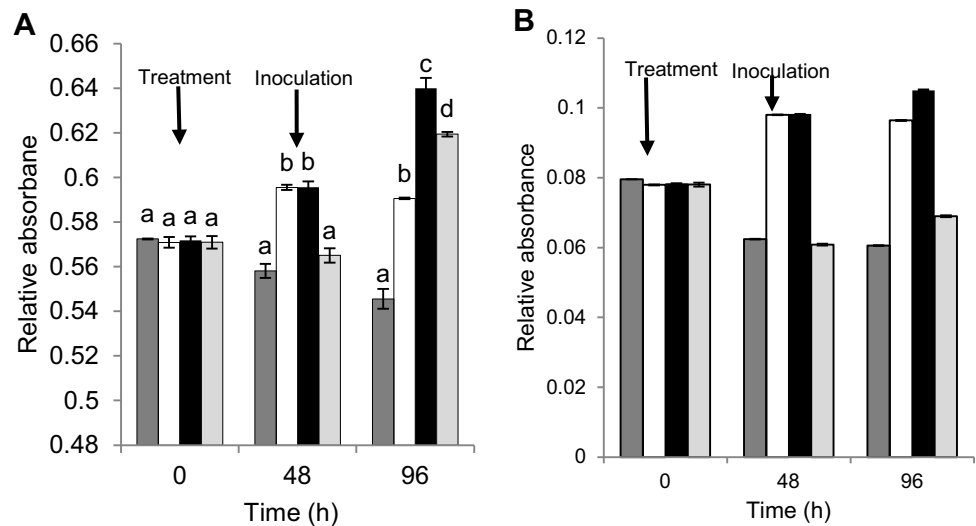 A
0.66
0.64
0.62
0.6
0.58
0.56
0.54
0.52
0.5
0.48
Relative absorbane
Treatment
Inoculation
a a a a
a b b a
a b c d
0 48 96
Time (h)
B
0.12
0.1
0.08
0.06
0.04
0.02
0
Relative absorbance
Treatment
Inoculation
0 48 96
Time (h)